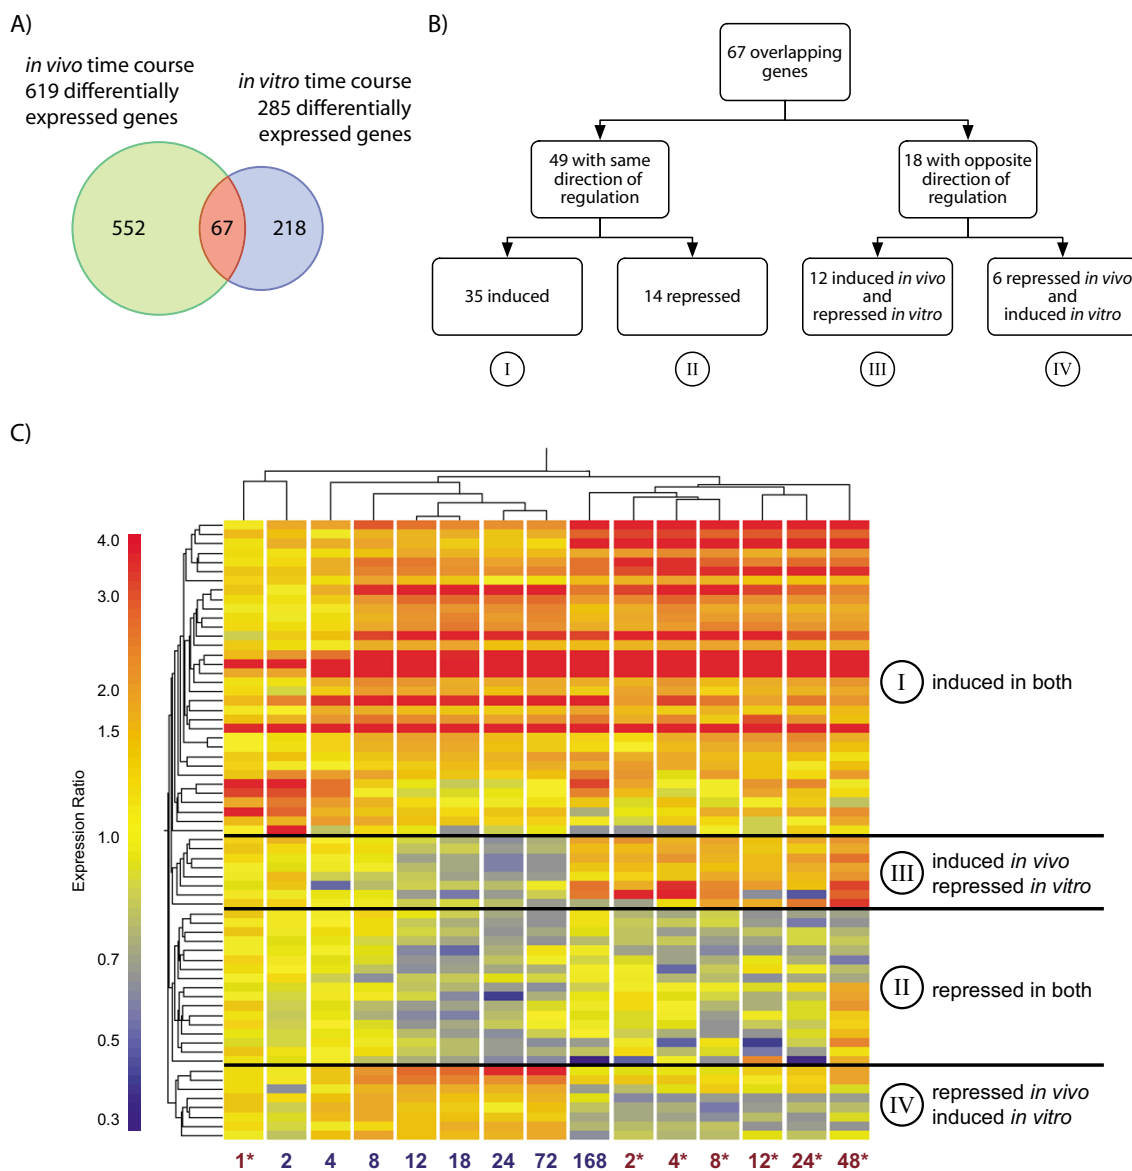 A)
in vivo time course
619 differentially
expressed genes
in vitro time course
285 differentially
expressed genes
552
67
218
B)
67 overlapping
genes
49 with same
direction of
regulation
18 with opposite
direction of
regulation
35 induced
14 repressed
12 induced in vivo
and
repressed in vitro
6 repressed in vivo
and
induced in vitro
I
II
III
IV
C)
Expression Ratio
4.0
3.0
2.0
1.5
1.0
0.7
0.5
0.3
I induced in both
III induced in vivo
repressed in vitro
II repressed in both
IV repressed in vivo
induced in vitro
1* 2 4 8 12 18 24 72 168 2* 4* 8* 12* 24* 48*